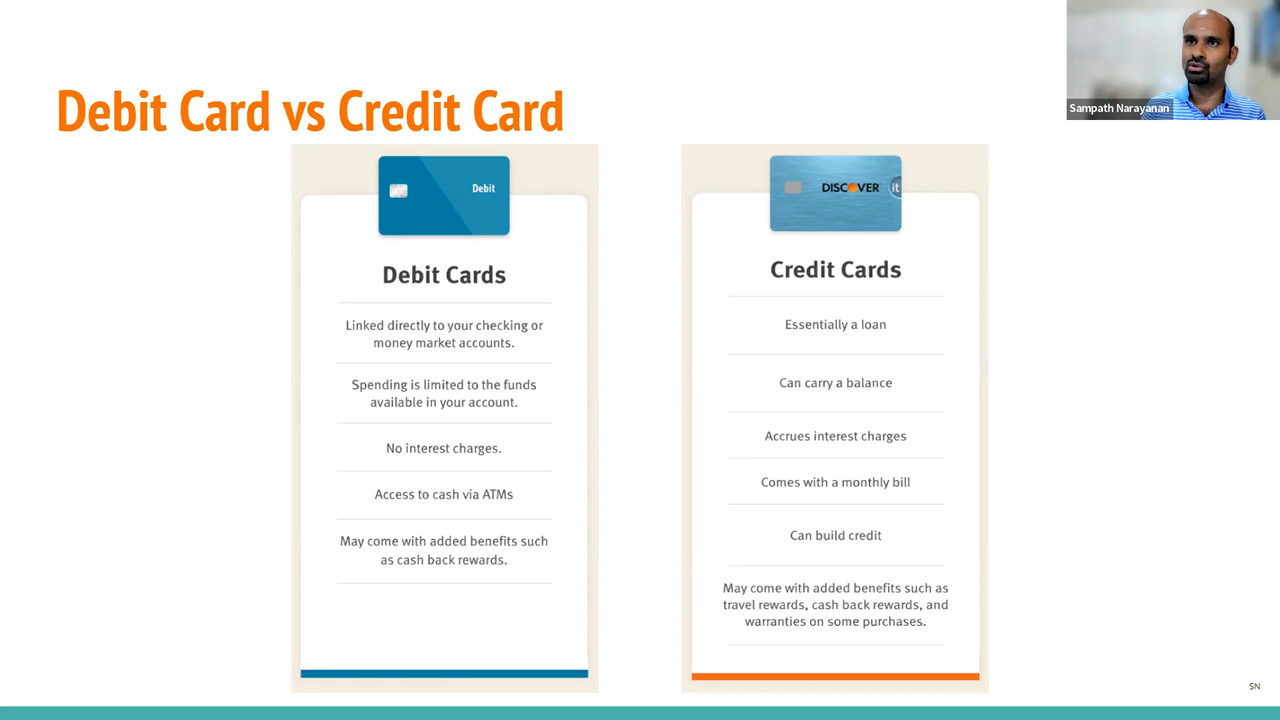 Sampath Narayanan
Debit Card vs Credit Card
Debit
Debit Cards
Linked directly to your checking or
money market accounts.
Spending is limited to the funds
available in your account.
No interest charges.
Access to cash via ATMs
May come with added benefits such
as cash back rewards.
DISCOVER it
Credit Cards
Essentially a loan
Can carry a balance
Accrues interest charges
Comes with a monthly bill
Can build credit
May come with added benefits such as
travel rewards, cash back rewards, and
warranties on some purchases.
SN